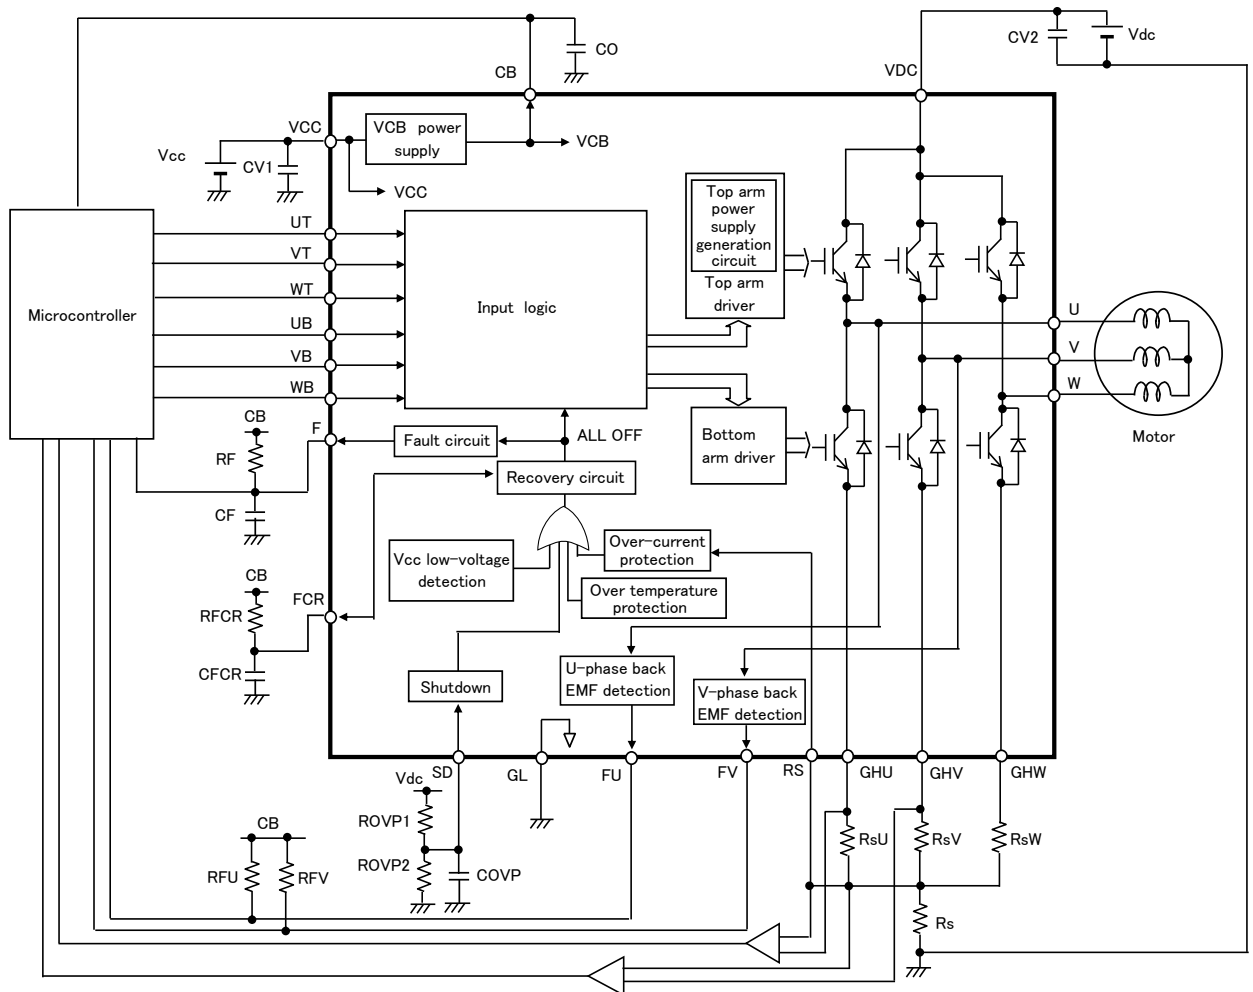 CO
CV2
Vdc
CB
VDC
VCC
VCB power
supply
VCB
Vcc
CV1
VCC
UT
VT
WT
UB
VB
WB
Microcontroller
Input logic
Top arm
power
supply
generation
circuit
Top arm
driver
U
V
W
Motor
Bottom
arm driver
CB
RF
CF
F
Fault circuit
ALL OFF
Recovery circuit
Vcc low-voltage
detection
Over-current
protection
Over temperature
protection
CB
RFCR
CFCR
FCR
Shutdown
U-phase back
EMF detection
V-phase back
EMF detection
SD
GL
FU
FV
RS
GHU
GHV
GHW
Vdc
ROVP1
ROVP2
COVP
CB
RFU
RFV
RsU
RsV
RsW
Rs